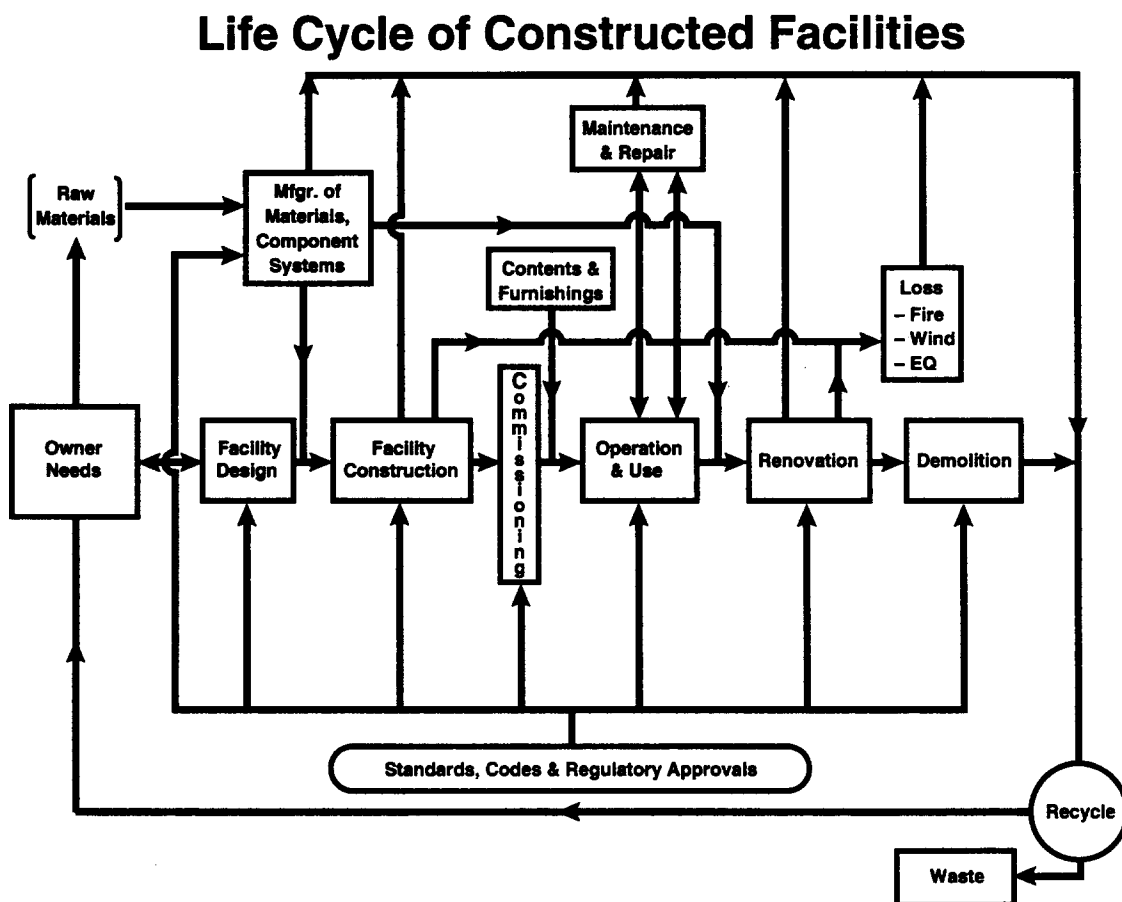 Life Cycle of Constructed Facilities
Maintenance
& Repair
Raw
Materials
Mfgr. of
Materials,
Component
Systems
Contents &
Furnishings
Loss
– Fire
– Wind
– EQ
Owner
Needs
Facility
Design
Facility
Construction
Commissioning
Operation
& Use
Renovation
Demolition
Standards, Codes & Regulatory Approvals
Recycle
Waste